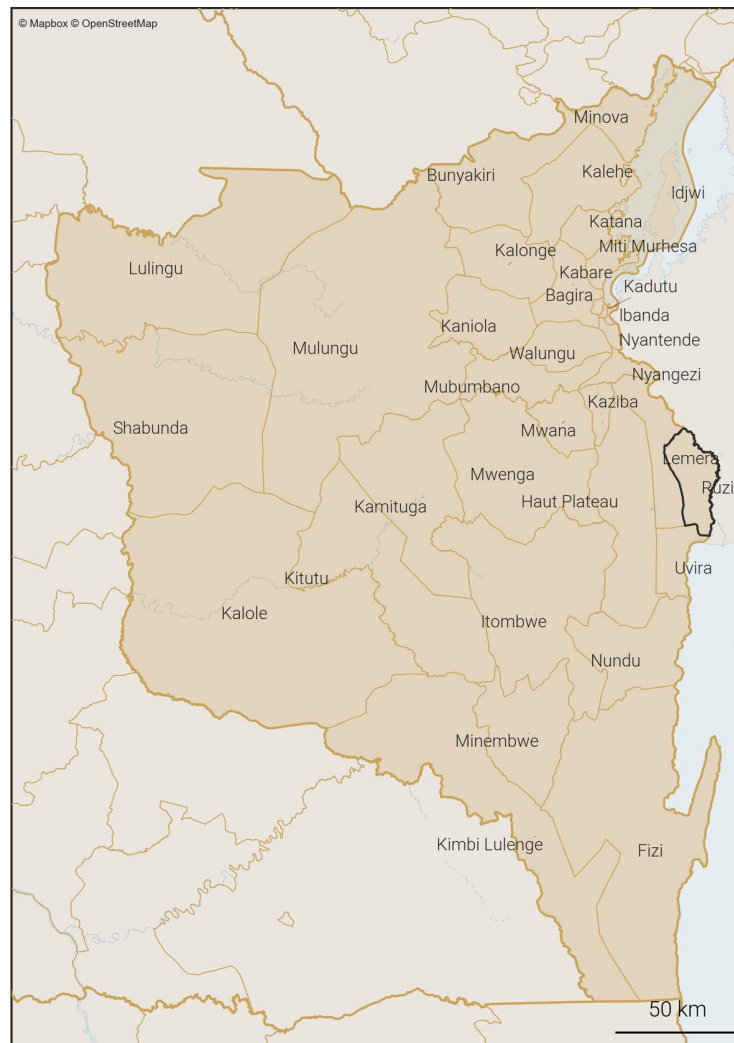 © Mapbox © OpenStreetMap
Minova
Bunyakiri
Kalehe
Idjwi
Katana
Miti Murhesa
Kalonge
Lulingu
Kabare
Kadutu
Bagira
Ibanda
Kaniola
Nyantende
Mulungu
Walungu
Nyangezi
Mubumbano
Kaziba
Shabunda
Mwana
Lemera
Mwenga
Ruzi
Haut Plateau
Kamituga
Uvira
Kitutu
Kalole
Itombwe
Nundu
Minembwe
Kimbi Lulenge
Fizi
50 km